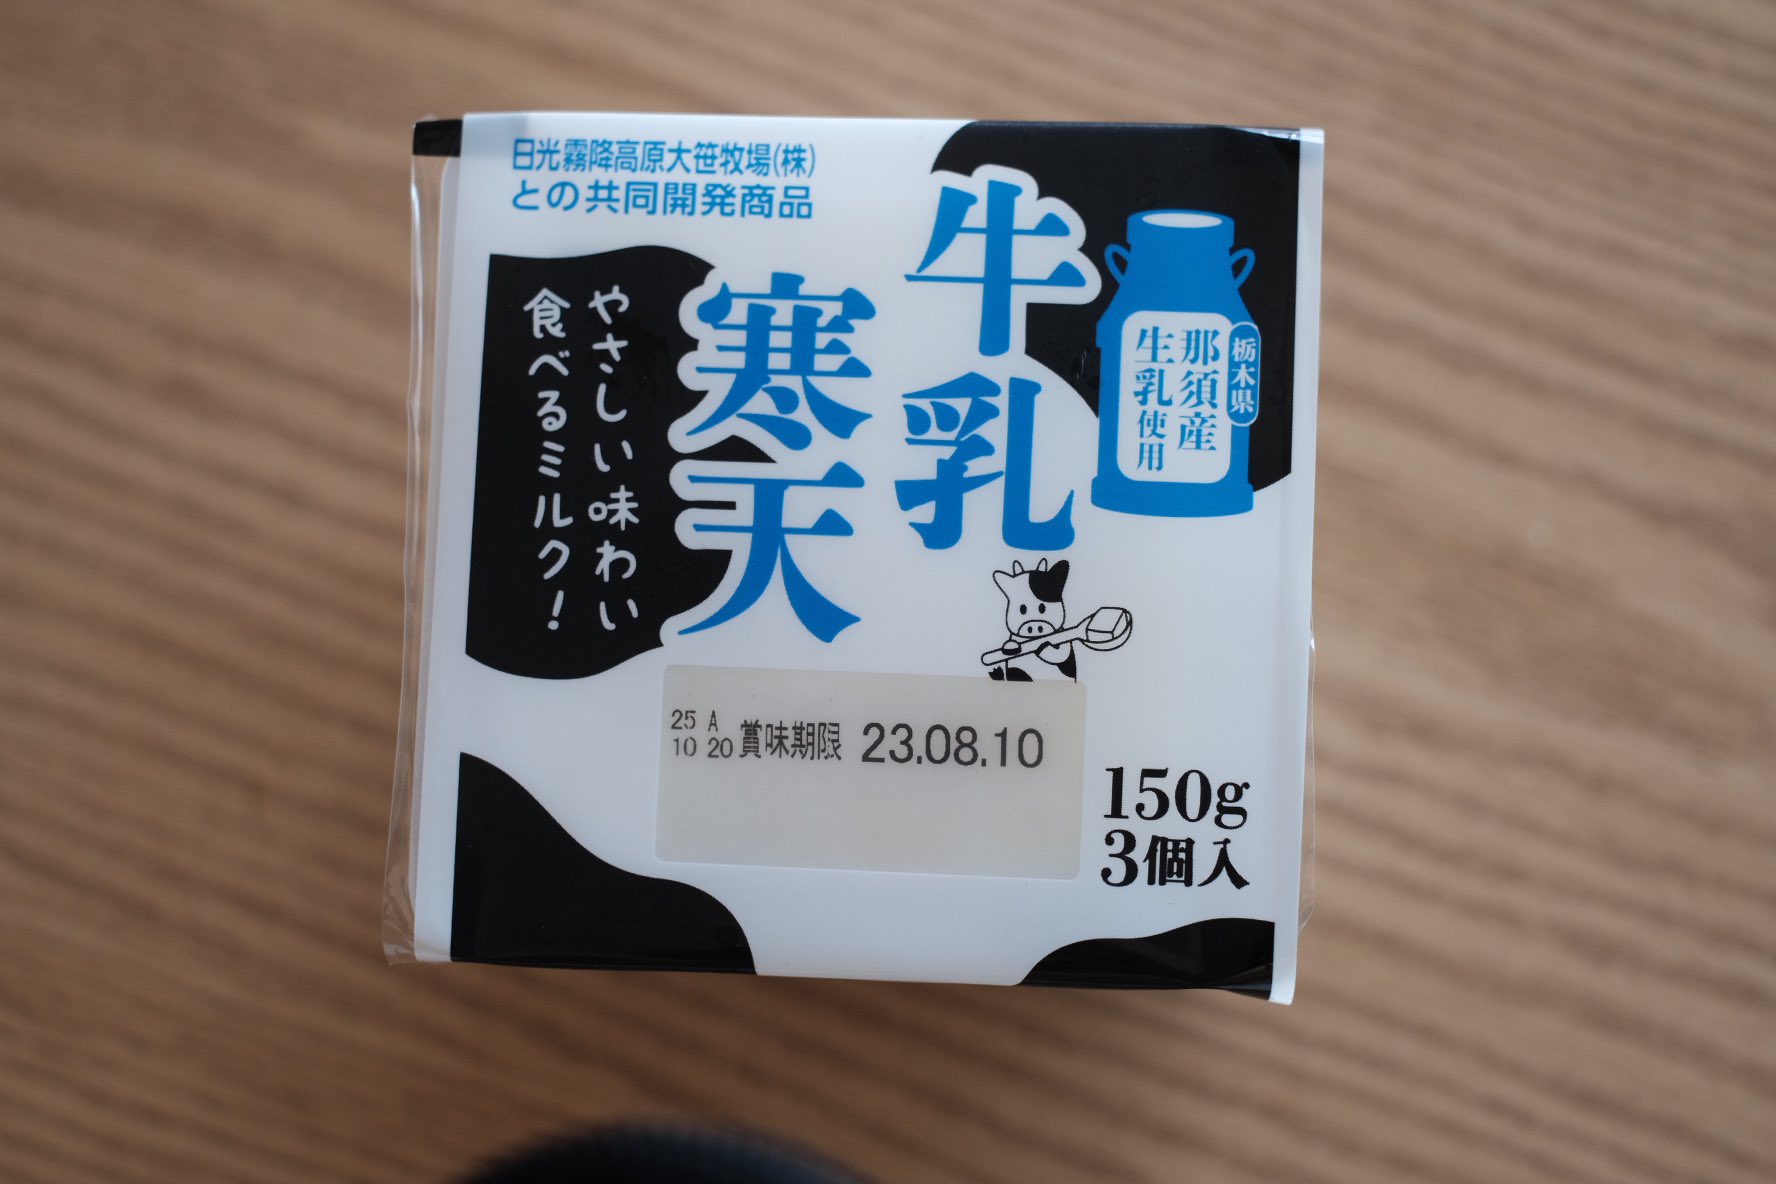 日光霧降高原大笹牧場(株)
との共同開発商品
牛乳
寒天
栃木県
那須産
生乳使用
やさしい味わい
食べるミルク!
25 A
10 20 賞味期限 23.08.10
150g
3個入